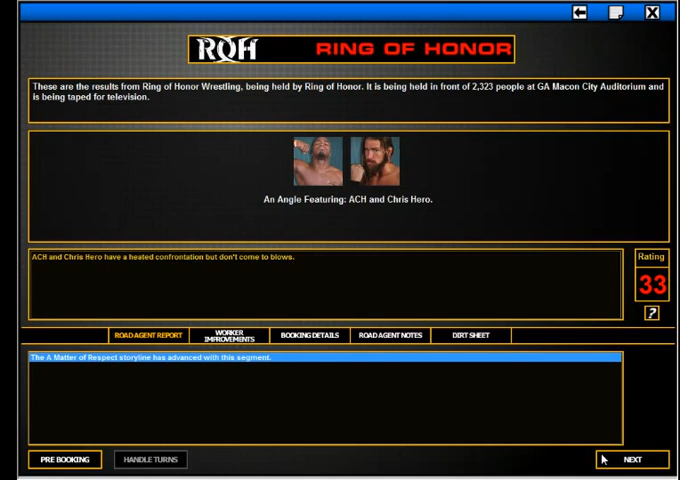 ROH RING OF HONOR
These are the results from Ring of Honor Wrestling, being held by Ring of Honor. It is being held in front of 2,323 people at GA Macon City Auditorium and
is being taped for television.
An Angle Featuring: ACH and Chris Hero.
ACH and Chris Hero have a heated confrontation but don't come to blows.
Rating
33
?
ROAD AGENT REPORT
WORKER
IMPROVEMENTS
BOOKING DETAILS
ROAD AGENT NOTES
DIRT SHEET
The A Matter of Respect storyline has advanced with this segment.
PRE BOOKING
HANDLE TURNS
NEXT